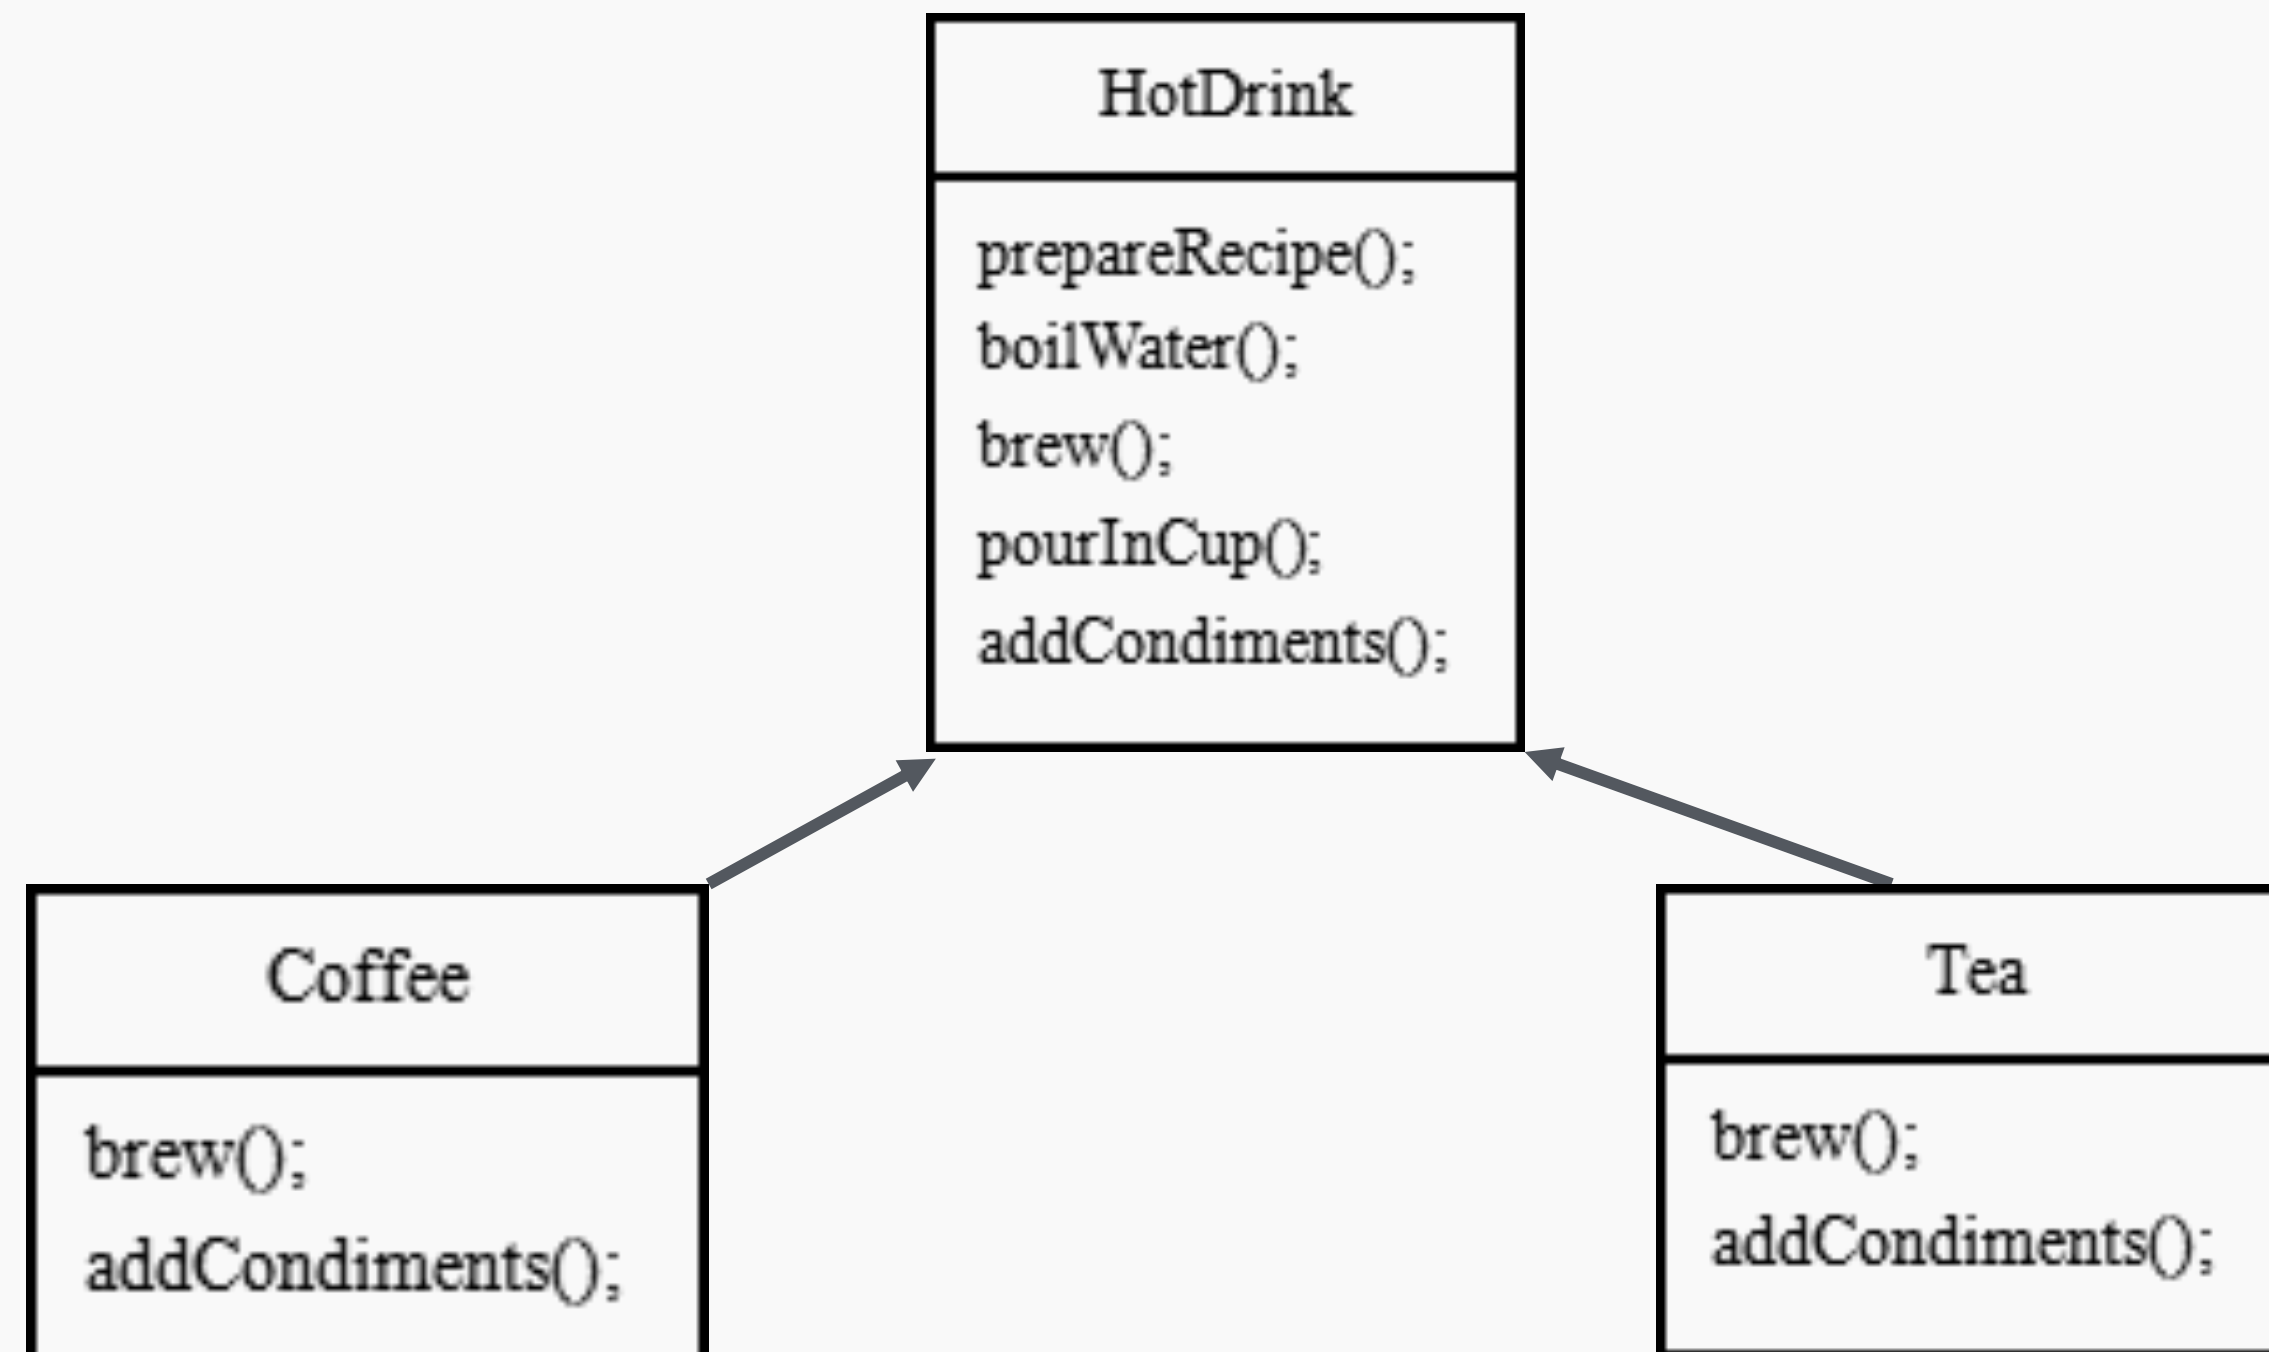 HotDrink
prepareRecipe();
boilWater();
brew();
pourInCup();
addCondiments();
Coffee
brew();
addCondiments();
Tea
brew();
addCondiments();